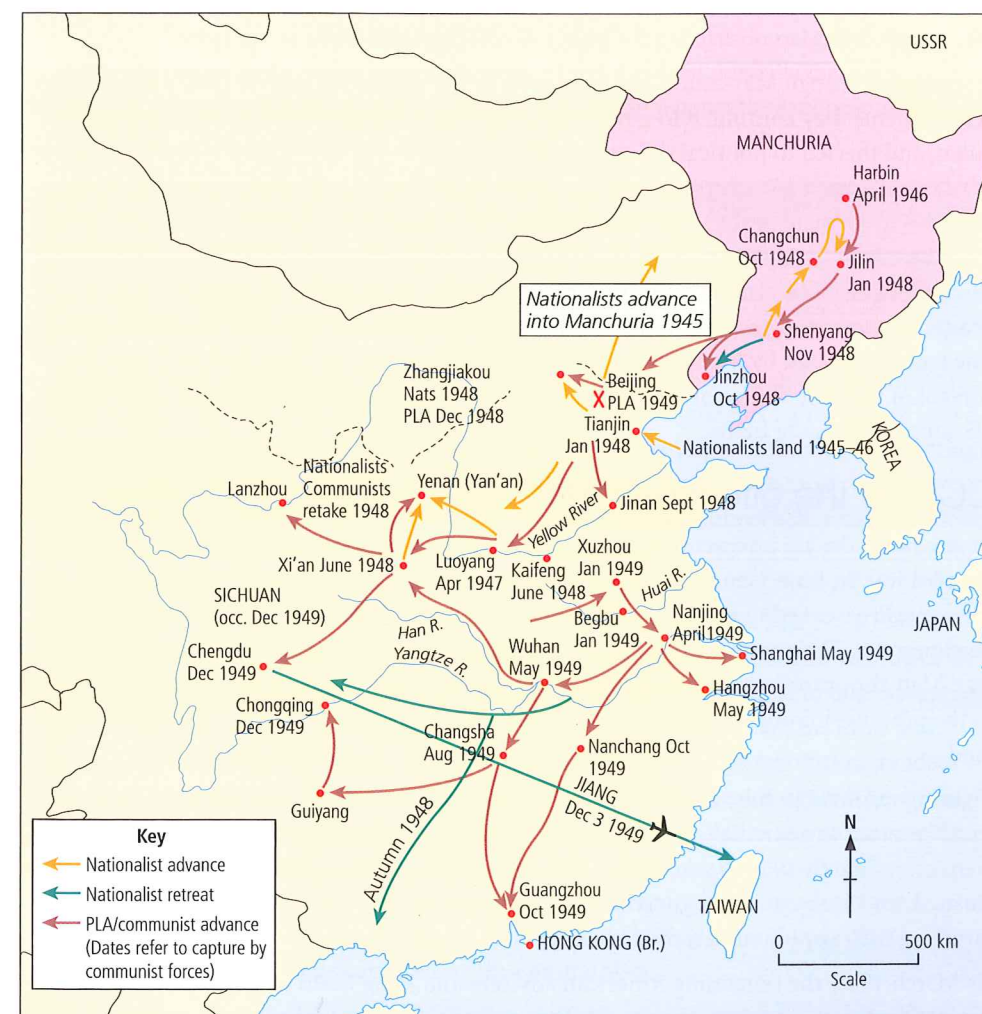 USSR
MANCHURIA
Harbin
April 1946
Changchun
Oct 1948
Jilin
Jan 1948
Nationalists advance
into Manchuria 1945
Shenyang
Nov 1948
Zhangjiakou
Nats 1948
PLA Dec 1948
Beijing
PLA 1949
Jinzhou
Oct 1948
Tianjin
Jan 1948
Nationalists land 1945–46
KOREA
Nationalists
Communists
retake 1948
Lanzhou
Yenan (Yan'an)
Jinan Sept 1948
Yellow River
Xi'an June 1948
Luoyang
Apr 1947
Kaifeng
June 1948
Xuzhou
Jan 1949
Huai R.
SICHUAN
(occ. Dec 1949)
Begbu
Jan 1949
Nanjing
April1949
JAPAN
Han R.
Yangtze R.
Wuhan
May 1949
Shanghai May 1949
Chengdu
Dec 1949
Hangzhou
May 1949
Chongqing
Dec 1949
Changsha
Aug 1949
Nanchang Oct
1949
JIANG
Dec 3 1949
Guiyang
Autumn 1948
Guangzhou
Oct 1949
TAIWAN
HONG KONG (Br.)
Key
Nationalist advance
Nationalist retreat
PLA/communist advance
(Dates refer to capture by
communist forces)
N
0 500 km
Scale